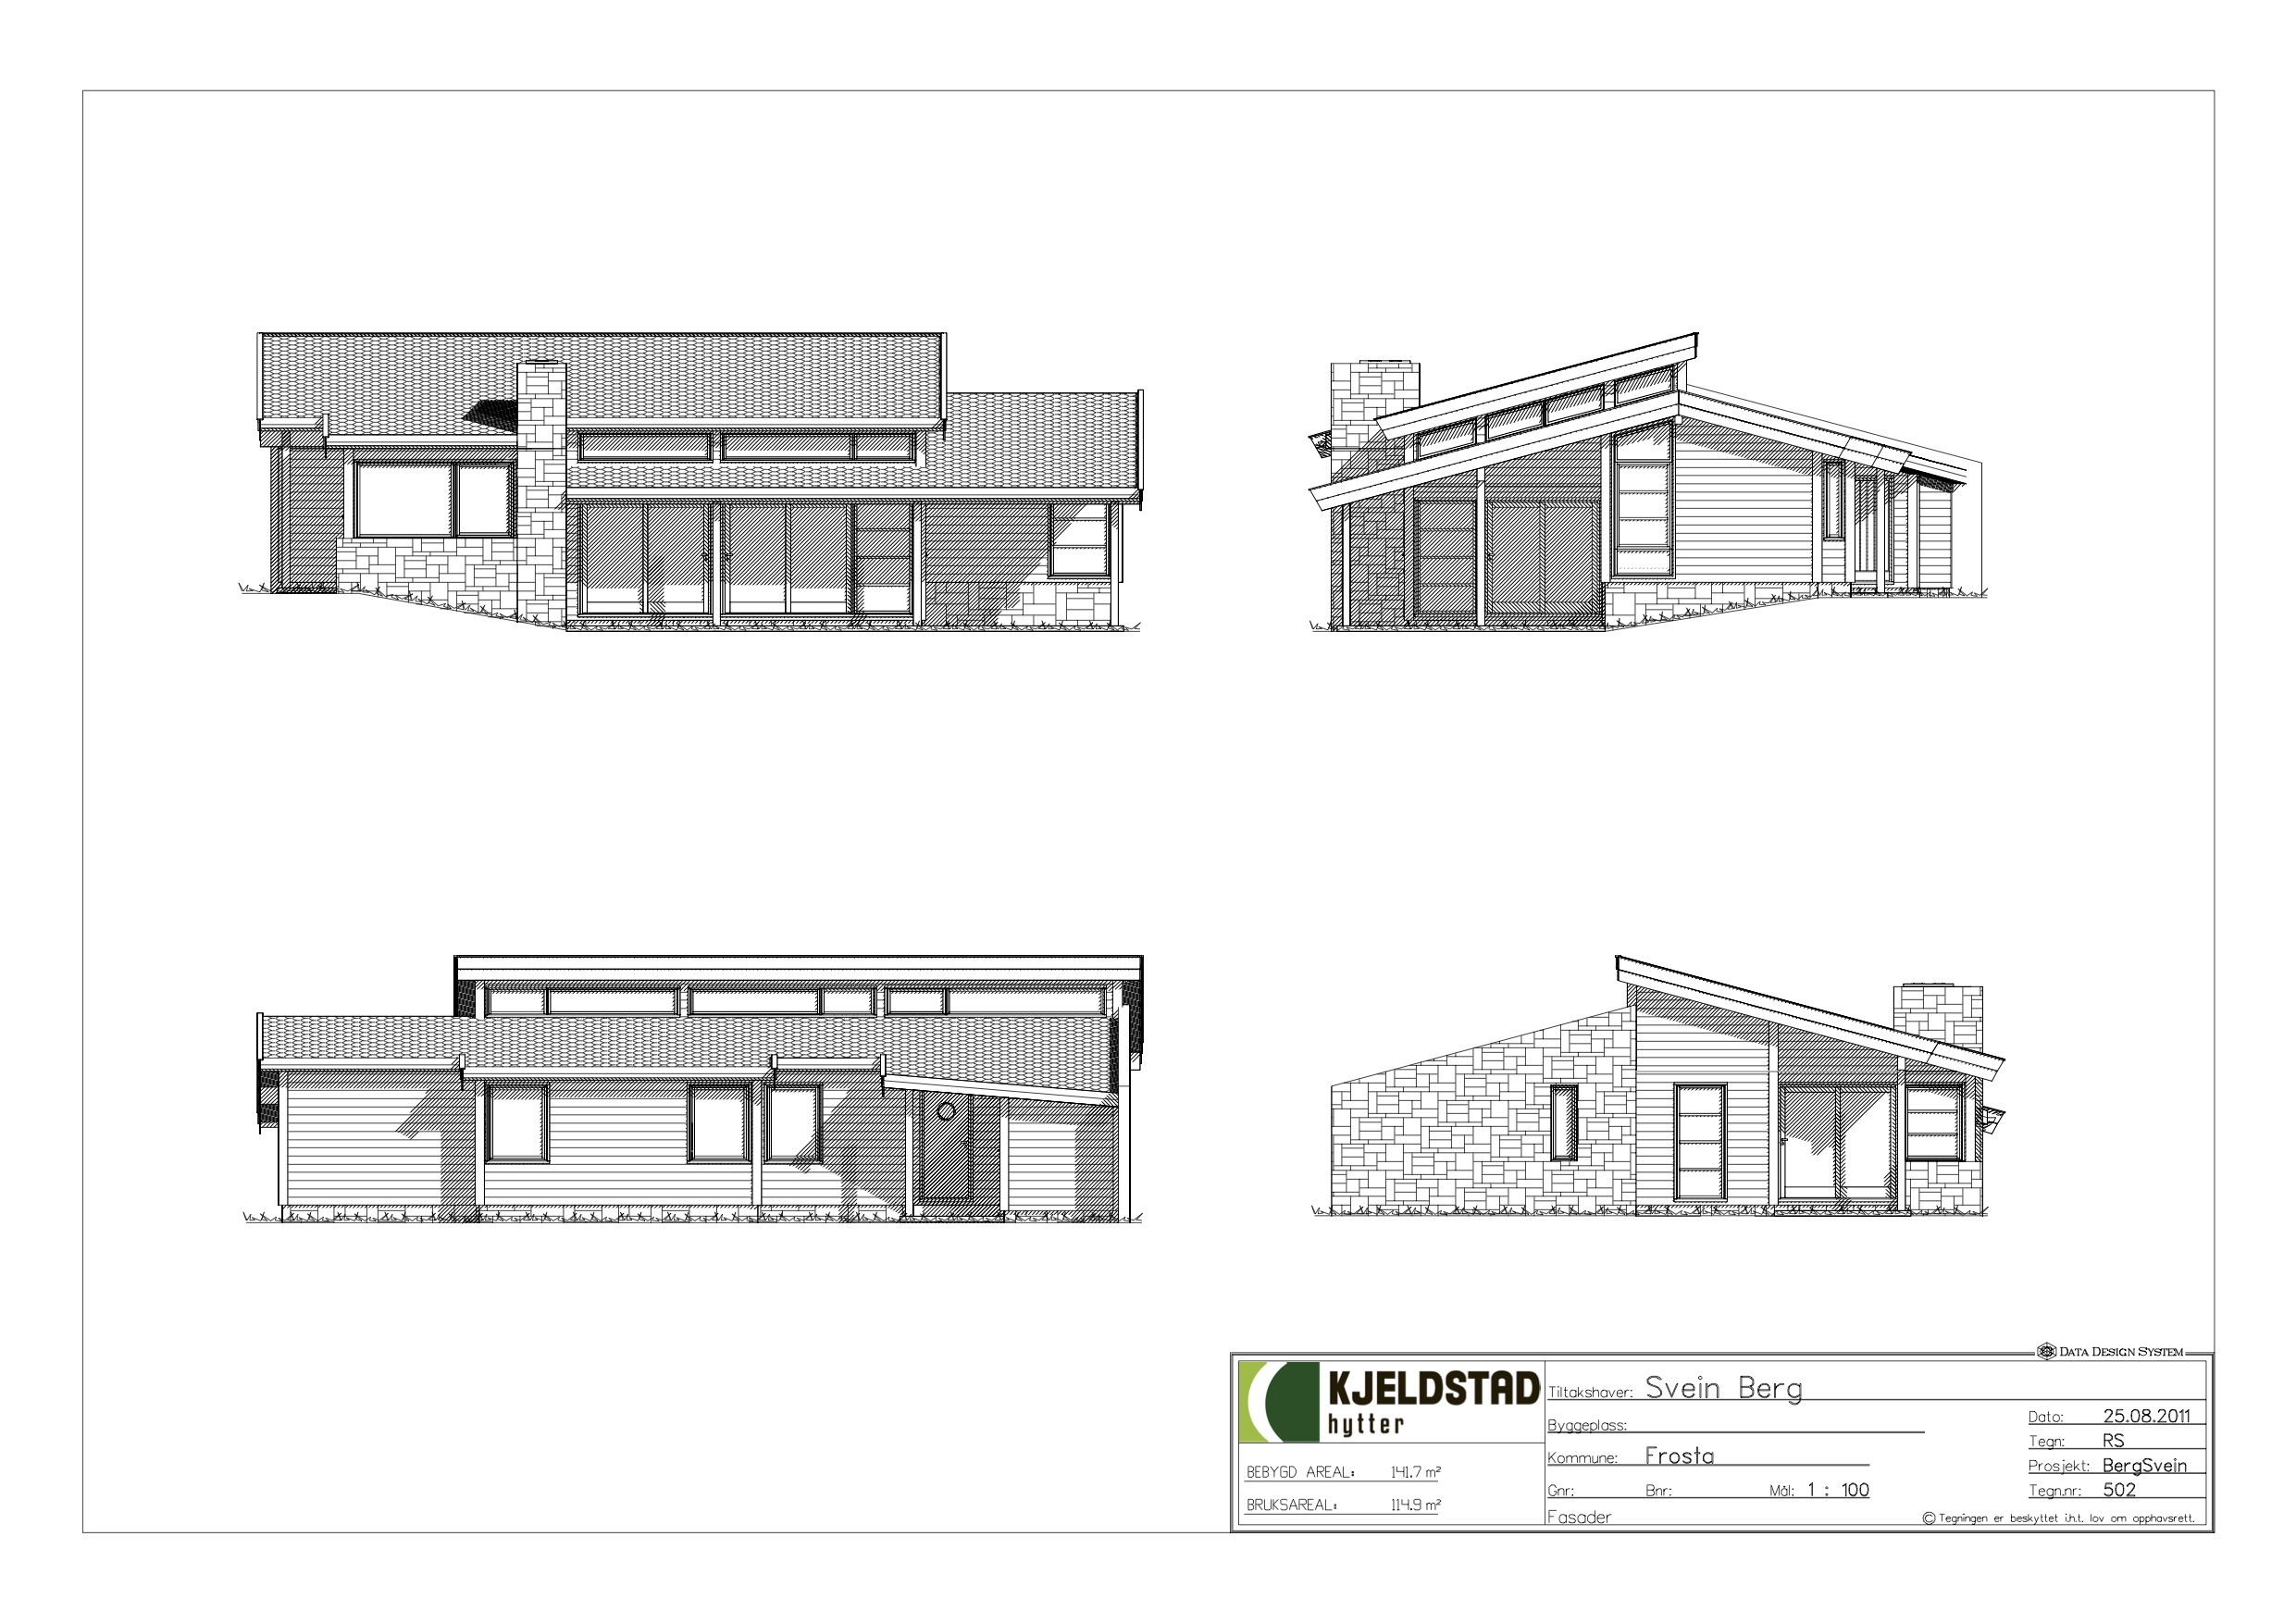 DATA DESIGN SYSTEM
KJELDSTAD
hytter
BEBYGD AREAL: 141.7 m²
BRUKSAREAL: 114.9 m²
Tiltakshaver: Svein Berg
Byggeplass:
Kommune: Frosta
Gnr: Bnr: Mål: 1 : 100
Fasader
Dato: 25.08.2011
Tegn: RS
Prosjekt: BergSvein
Tegn.nr: 502
© Tegningen er beskyttet i.h.t. lov om opphavsrett.